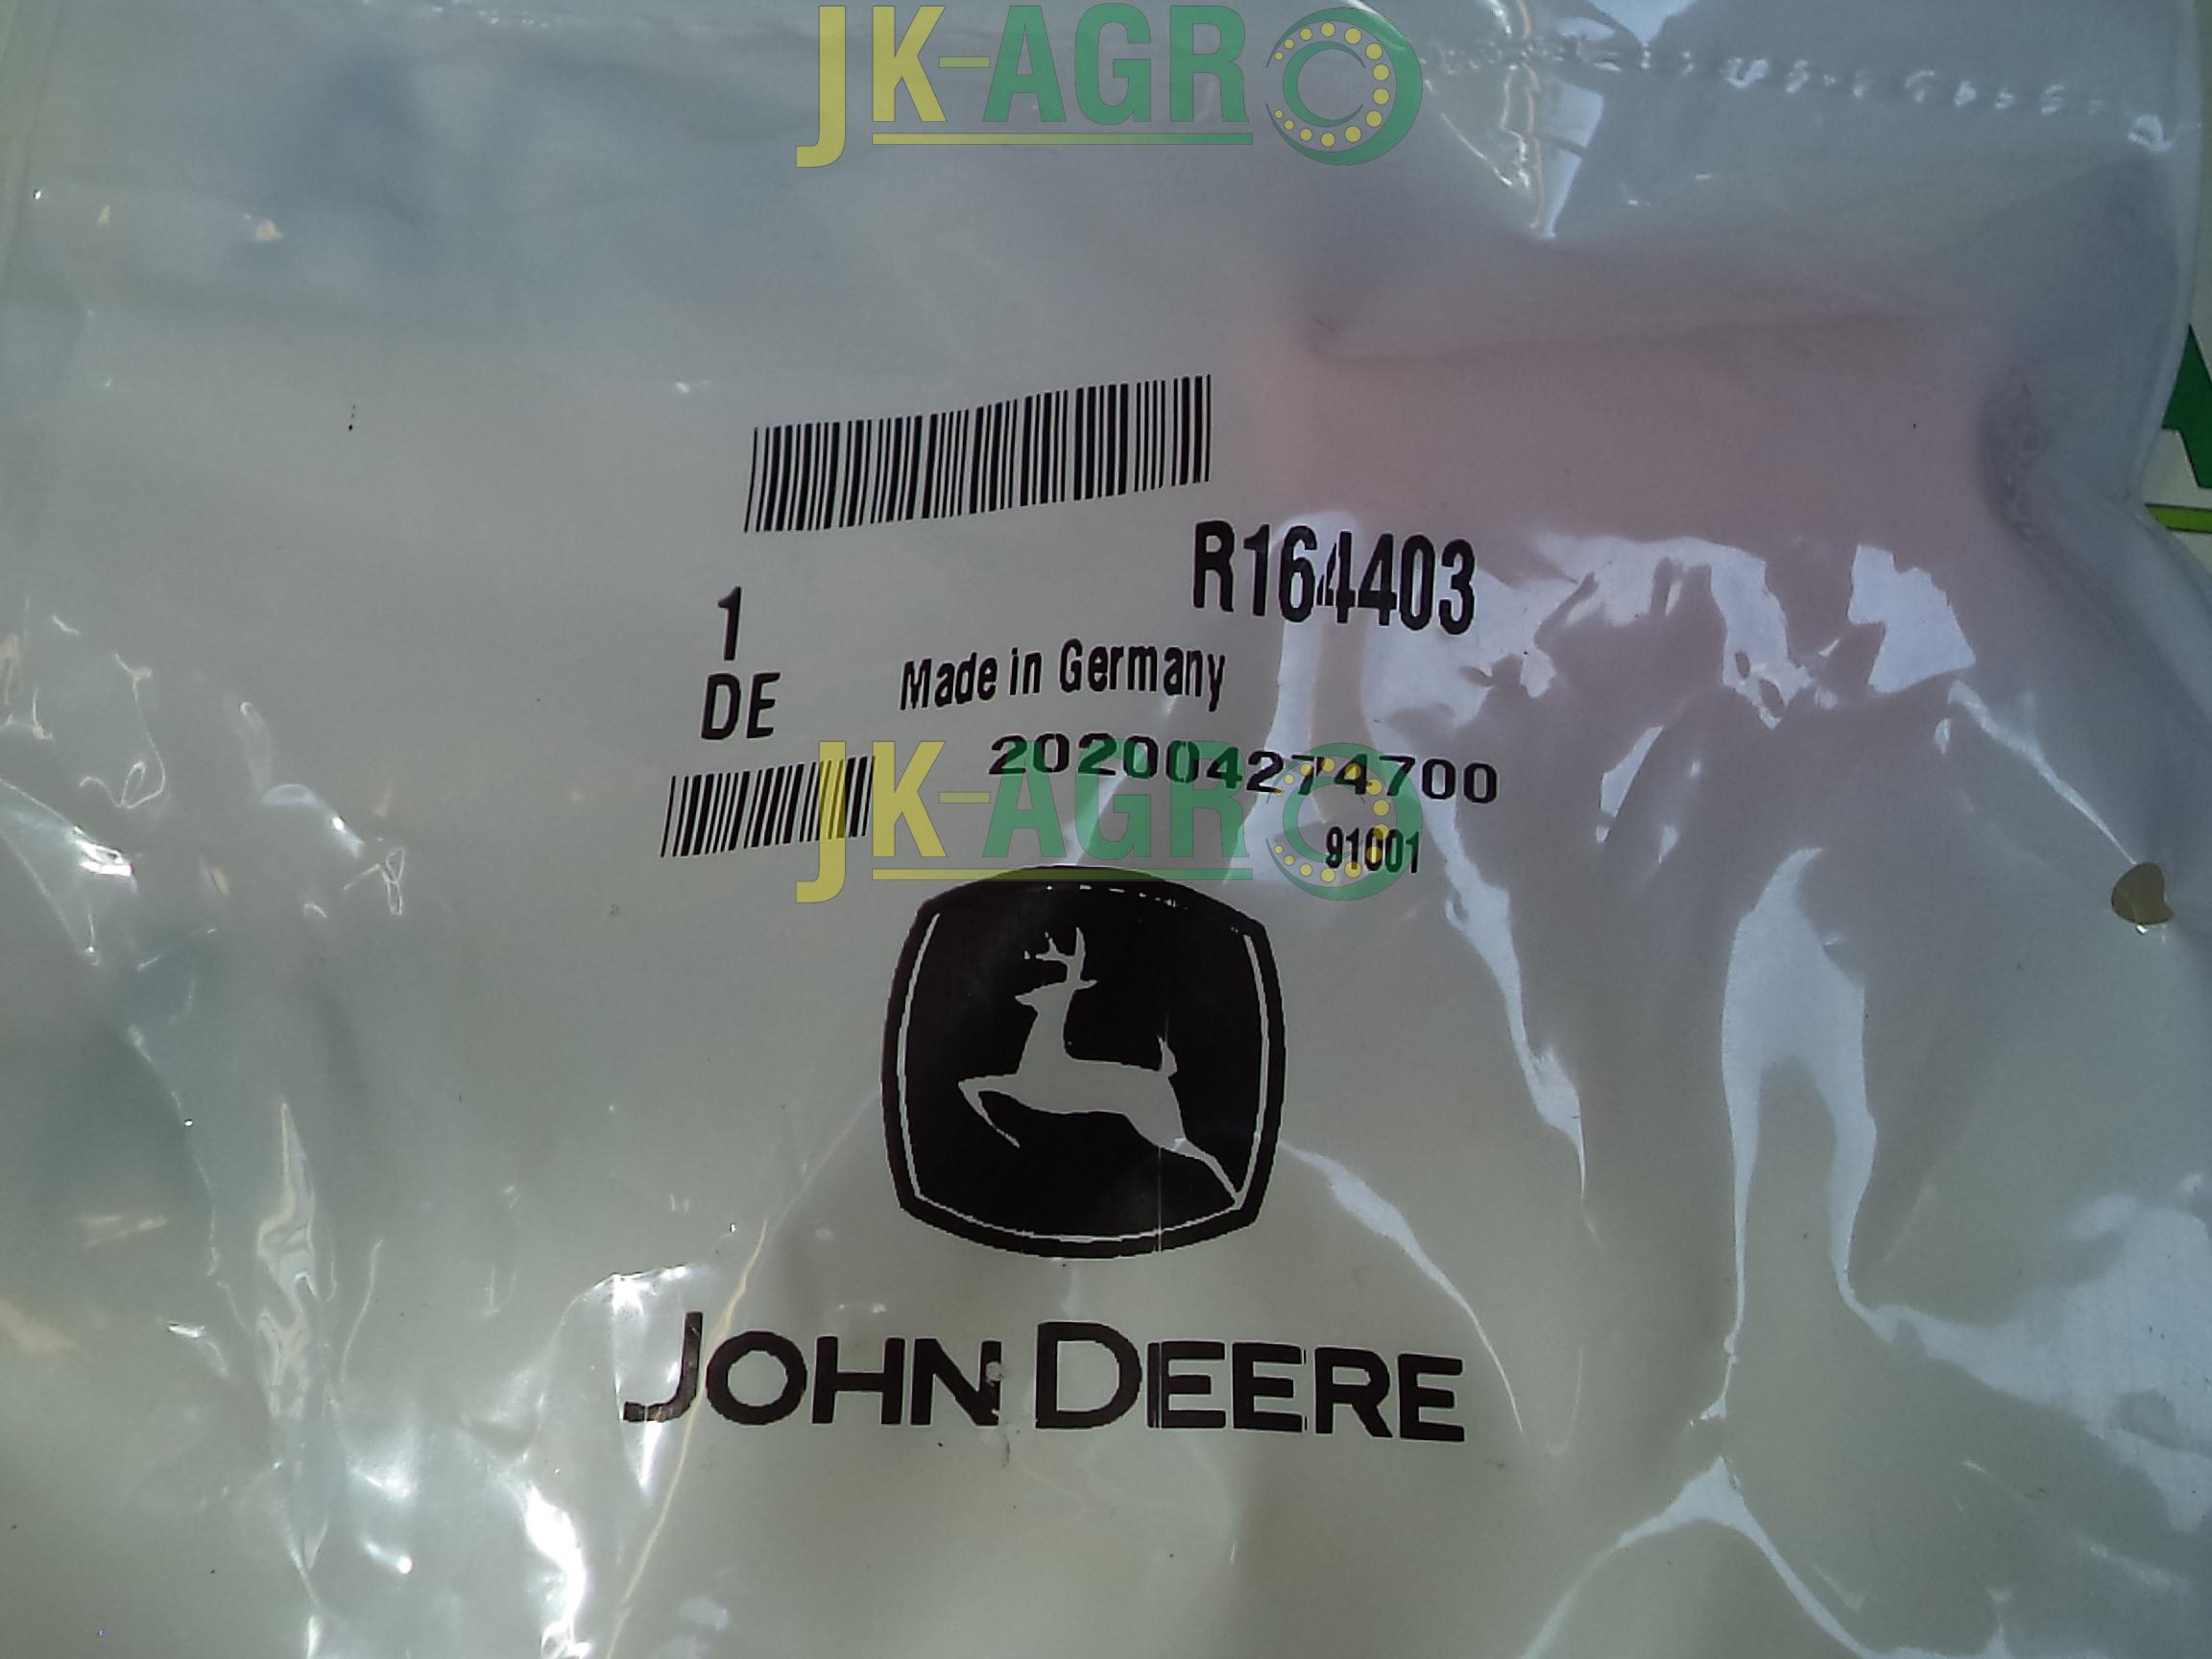 JK-AGRO
R164403
1
DE
Made in Germany
202004274700
JK-AGRO
91001
JOHN DEERE